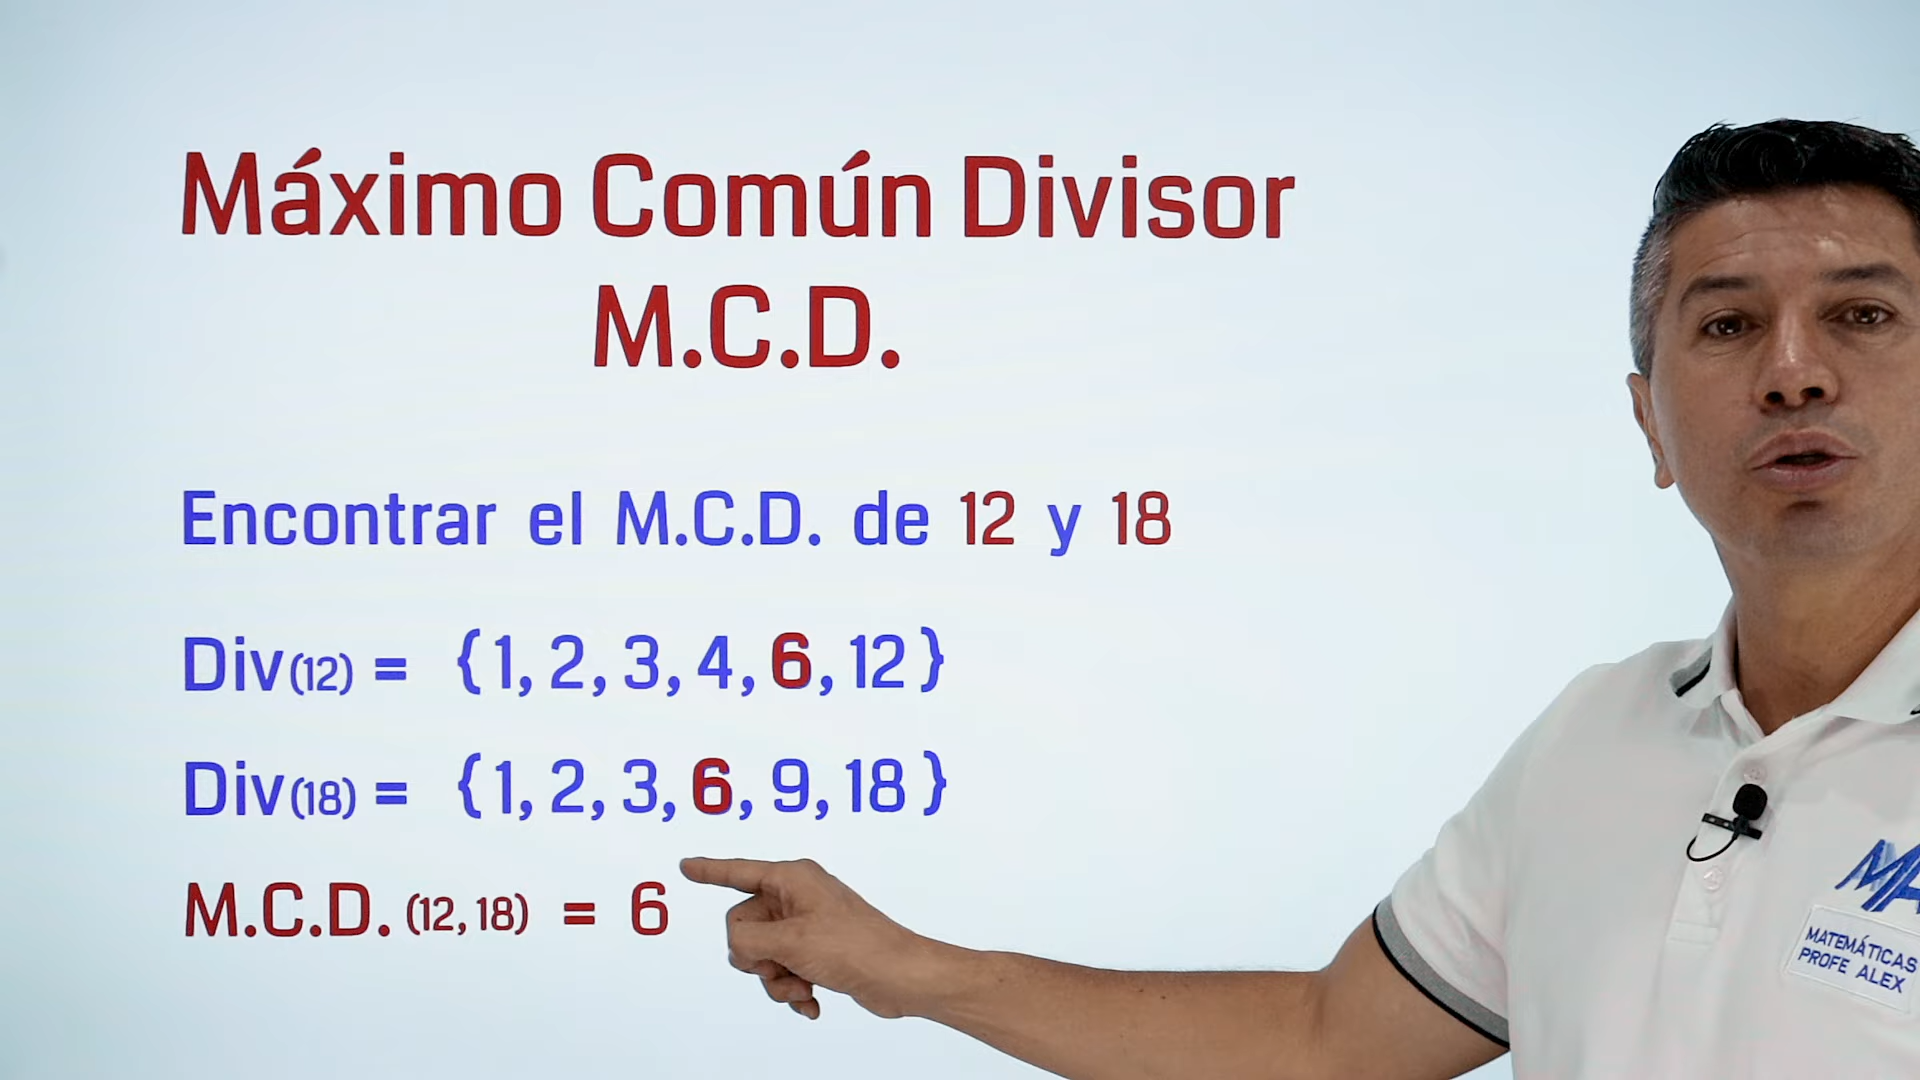 Máximo Común Divisor
M.C.D.
Encontrar el M.C.D. de 12 y 18
Div(12) = {1, 2, 3, 4, 6, 12}
Div(18) = {1, 2, 3, 6, 9, 18}
M.C.D. (12, 18) = 6
MA
MATEMÁTICAS
PROFE ALEX